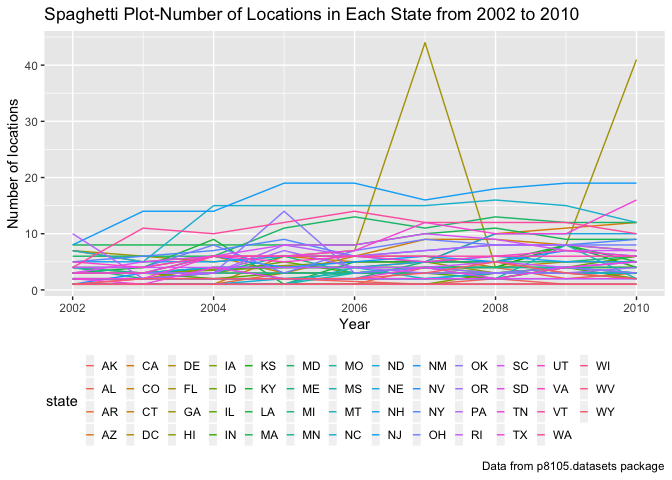 Spaghetti Plot-Number of Locations in Each State from 2002 to 2010
Number of locations
40
30
20
10
0
2002 2004 2006 2008 2010
Year
state
AK CA DE IA KS MD MO ND NM OK SC UT WI
AL CO FL ID KY ME MS NE NV OR SD VA WV
AR CT GA IL LA MI MT NH NY PA TN VT WY
AZ DC HI IN MA MN NC NJ OH RI TX WA
Data from p8105.datasets package